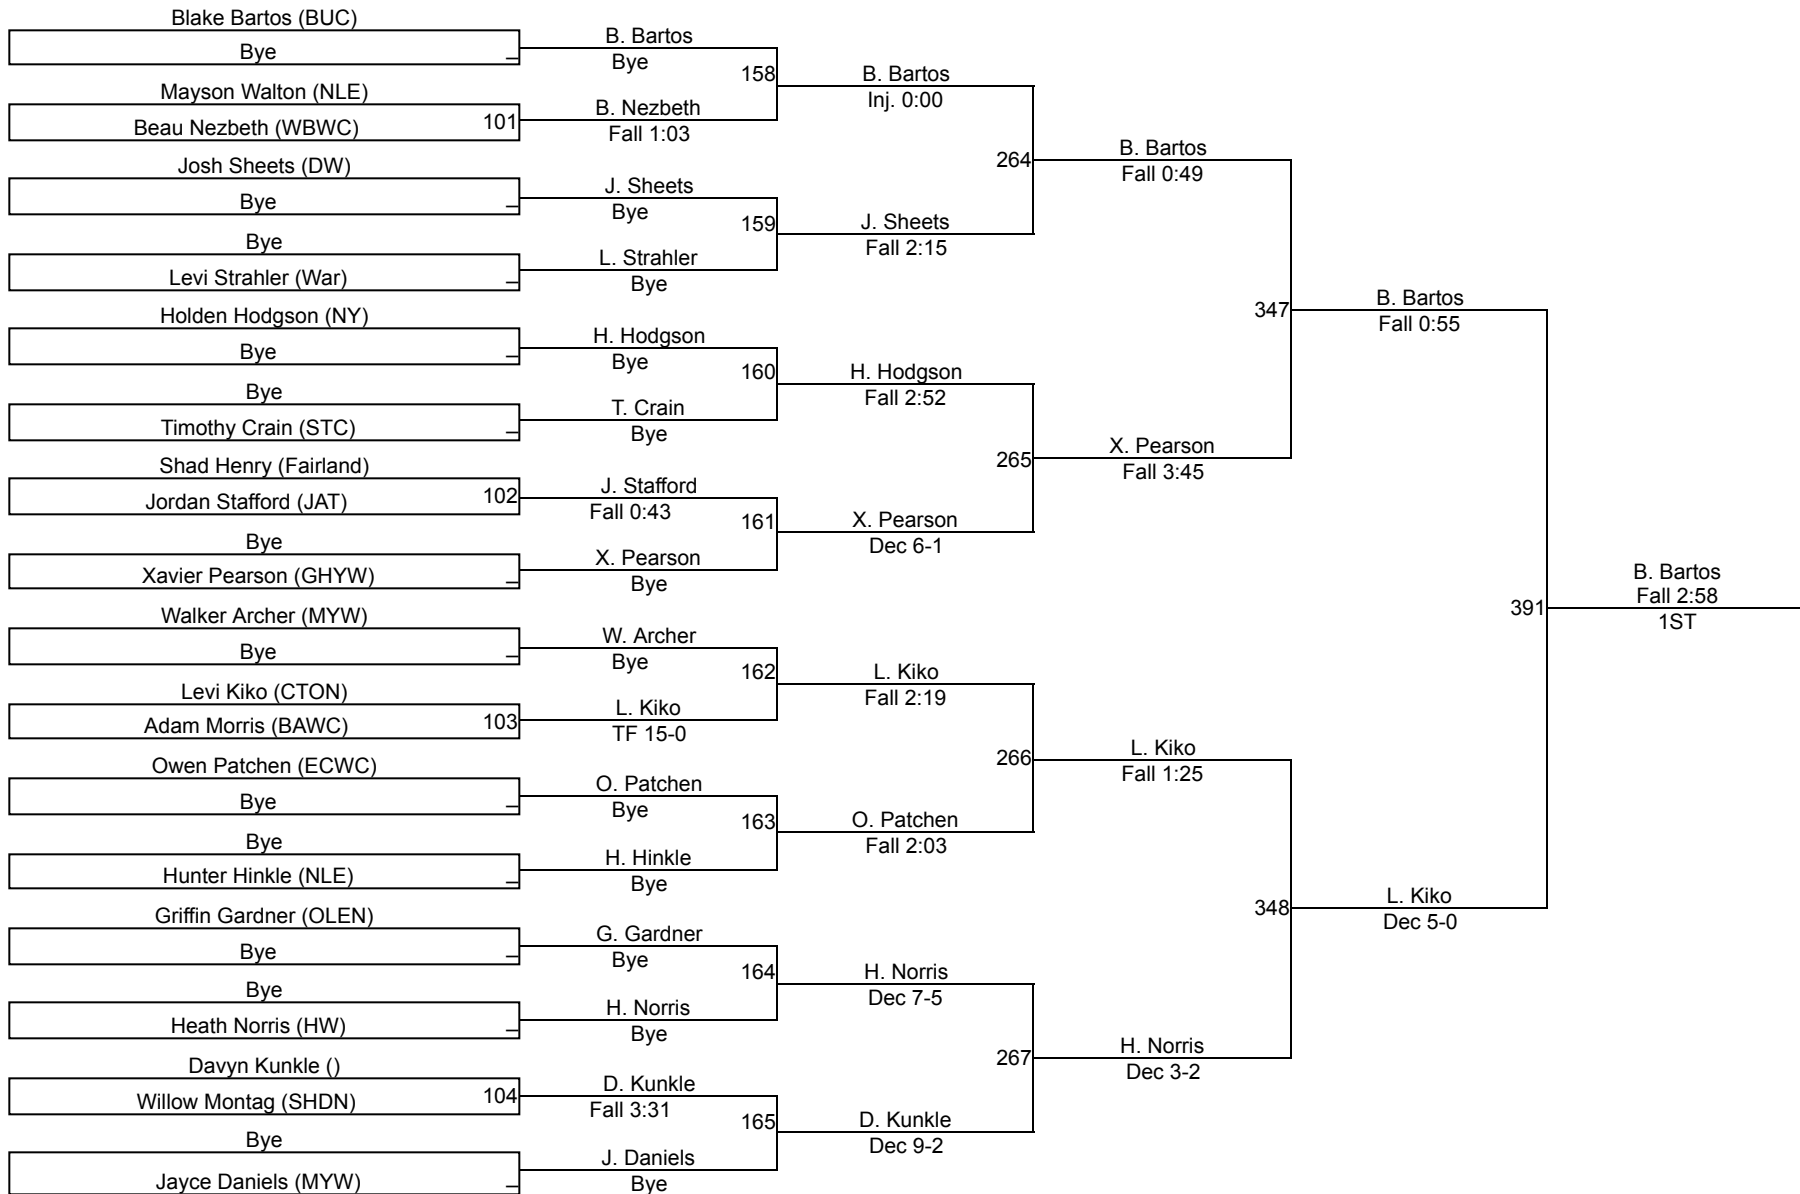 Blake Bartos (BUC)
Bye _
Mayson Walton (NLE)
Beau Nezbeth (WBWC) 101
Josh Sheets (DW)
Bye _
Bye
Levi Strahler (War) _
Holden Hodgson (NY)
Bye _
Bye
Timothy Crain (STC) _
Shad Henry (Fairland)
Jordan Stafford (JAT) 102
Bye
Xavier Pearson (GHYW) _
Walker Archer (MYW)
Bye _
Levi Kiko (CTON)
Adam Morris (BAWC) 103
Owen Patchen (ECWC)
Bye _
Bye
Hunter Hinkle (NLE) _
Griffin Gardner (OLEN)
Bye _
Bye
Heath Norris (HW) _
Davyn Kunkle ()
Willow Montag (SHDN) 104
Bye
Jayce Daniels (MYW) _
B. Bartos
Bye
158
B. Nezbeth
Fall 1:03
J. Sheets
Bye
159
L. Strahler
Bye
H. Hodgson
Bye
160
T. Crain
Bye
J. Stafford
Fall 0:43
161
X. Pearson
Bye
W. Archer
Bye
162
L. Kiko
TF 15-0
O. Patchen
Bye
163
H. Hinkle
Bye
G. Gardner
Bye
164
H. Norris
Bye
D. Kunkle
Fall 3:31
165
J. Daniels
Bye
B. Bartos
Inj. 0:00
264
J. Sheets
Fall 2:15
H. Hodgson
Fall 2:52
265
X. Pearson
Dec 6-1
L. Kiko
Fall 2:19
266
O. Patchen
Fall 2:03
H. Norris
Dec 7-5
267
D. Kunkle
Dec 9-2
B. Bartos
Fall 0:49
347
X. Pearson
Fall 3:45
L. Kiko
Fall 1:25
348
H. Norris
Dec 3-2
B. Bartos
Fall 0:55
391
L. Kiko
Dec 5-0
B. Bartos
Fall 2:58
1ST